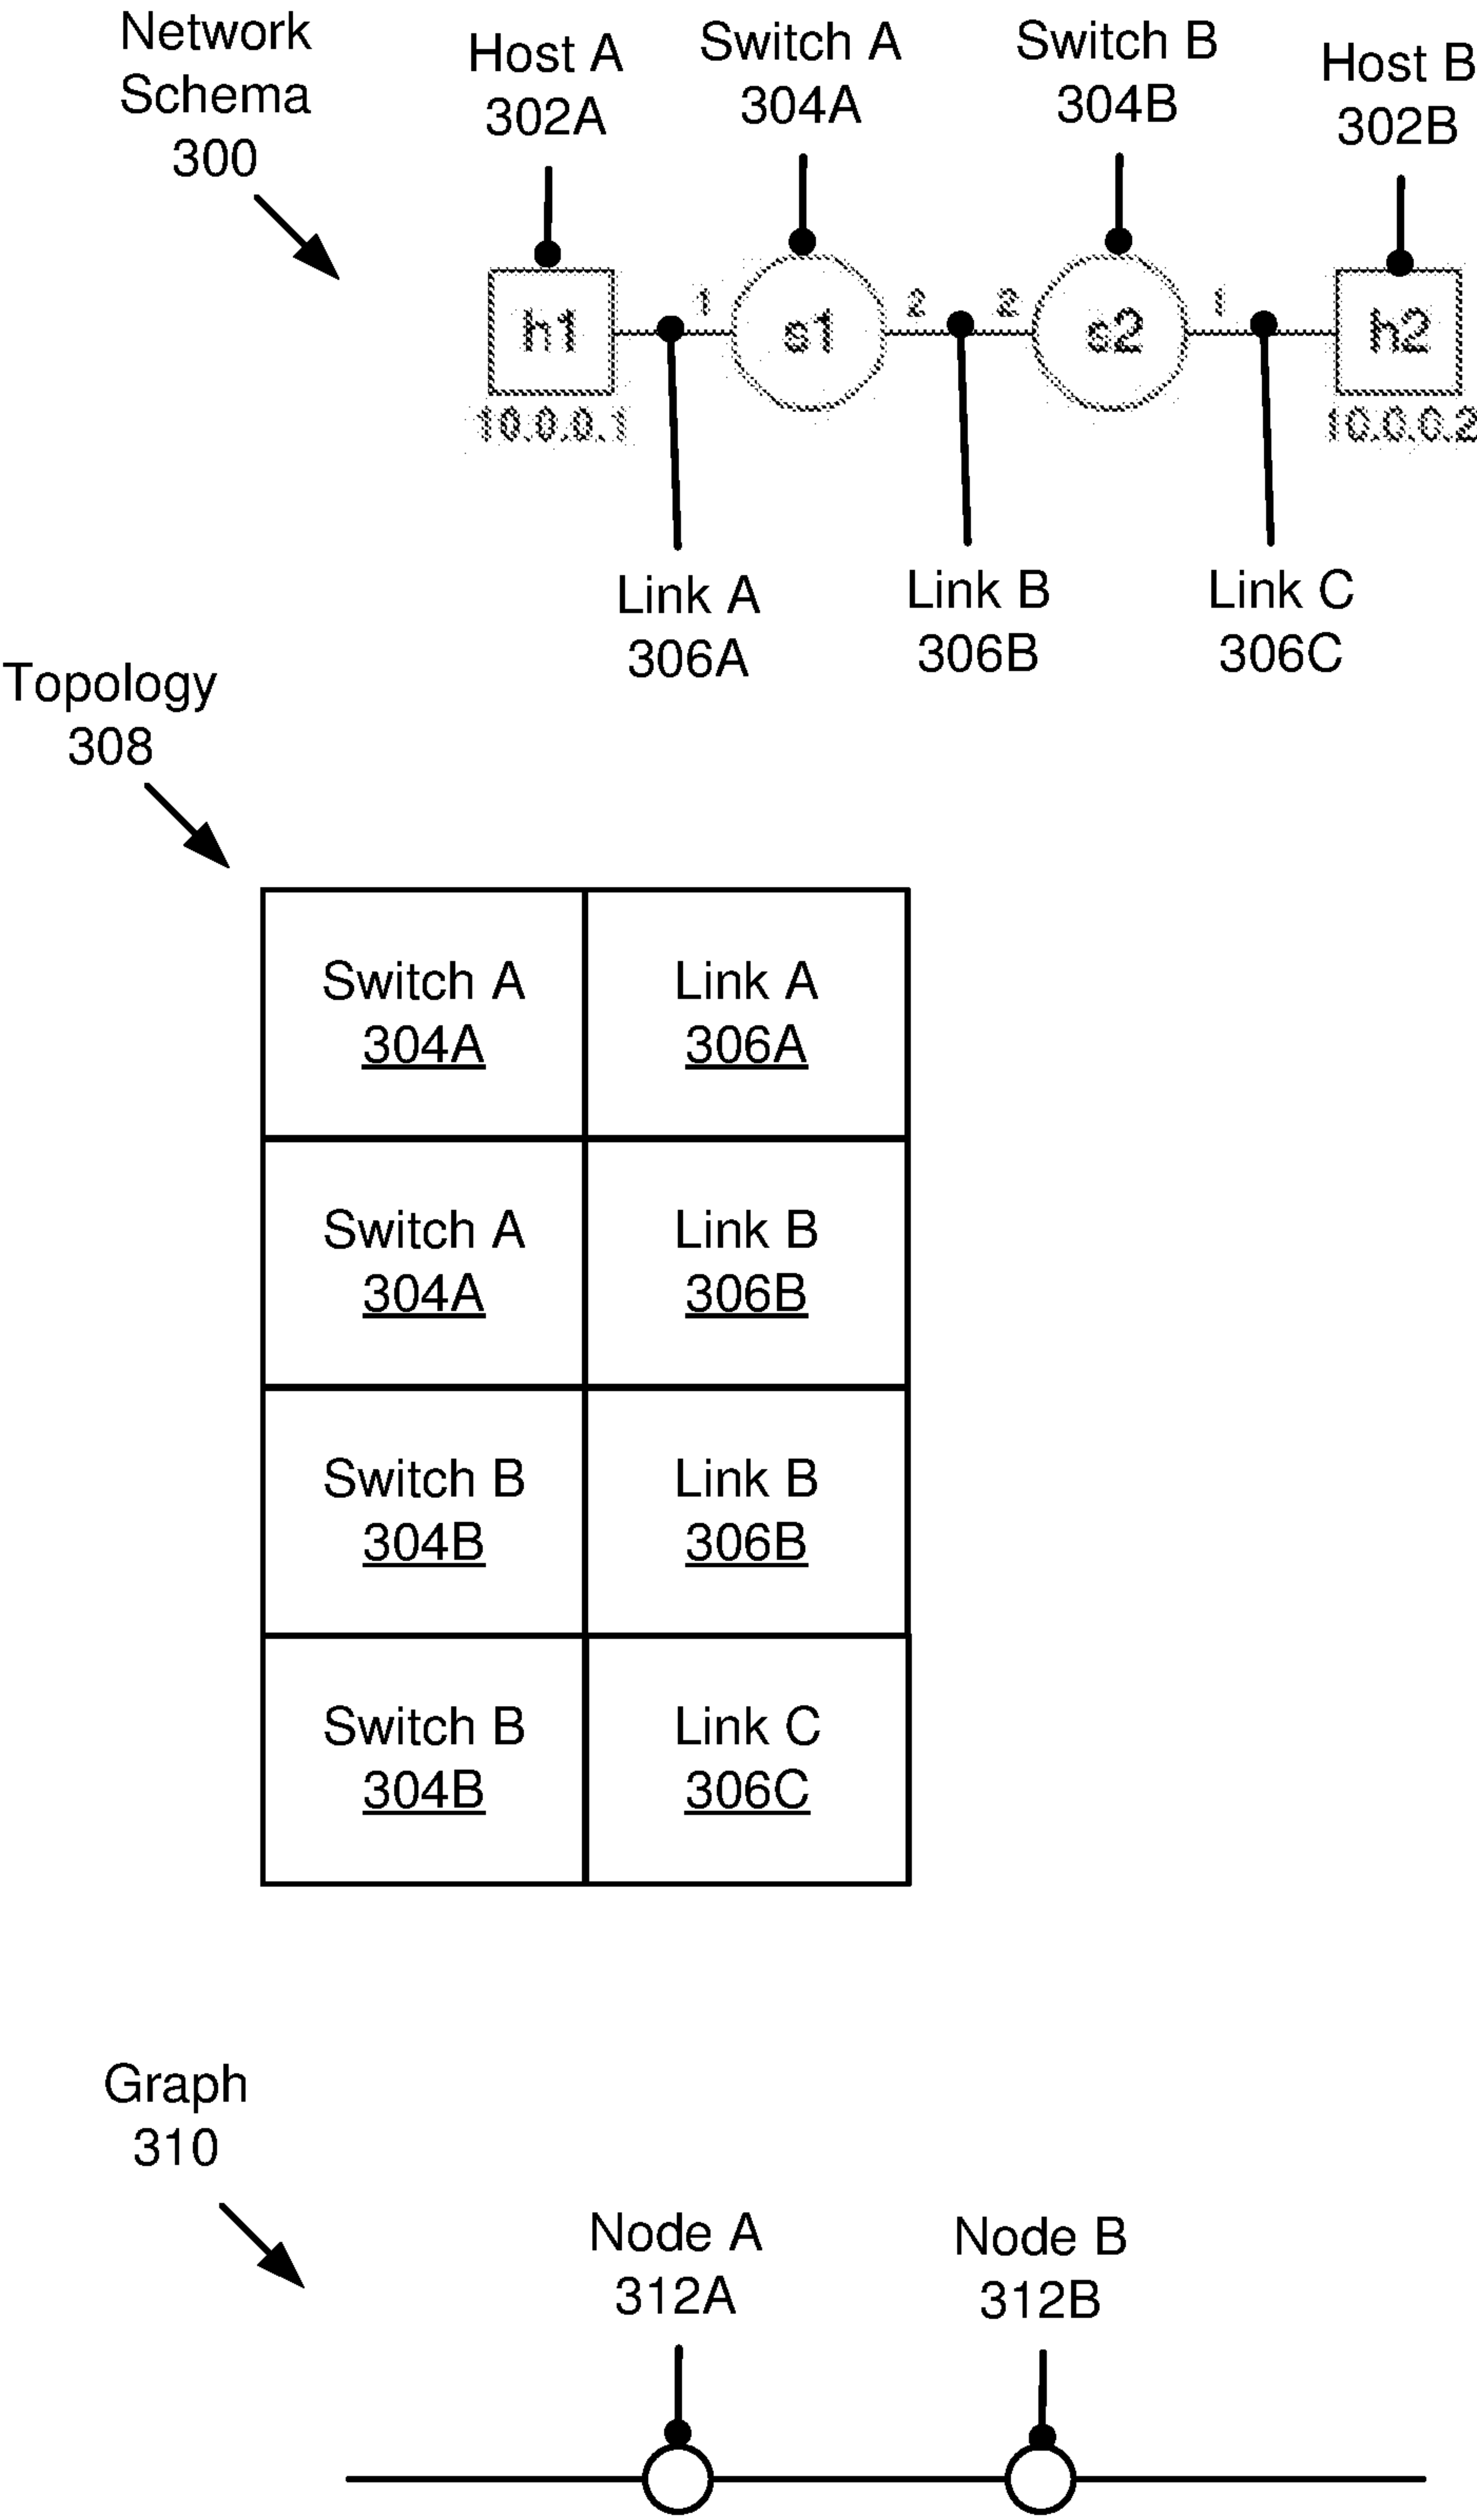 Network
Schema
300
Host A
302A
Switch A
304A
Switch B
304B
Host B
302B
h1
1
s1
2
2
s2
1
h2
10.0.0.1
10.0.0.2
Link A
306A
Link B
306B
Link C
306C
Topology
308
Switch A
304A
Link A
306A
Switch A
304A
Link B
306B
Switch B
304B
Link B
306B
Switch B
304B
Link C
306C
Graph
310
Node A
312A
Node B
312B